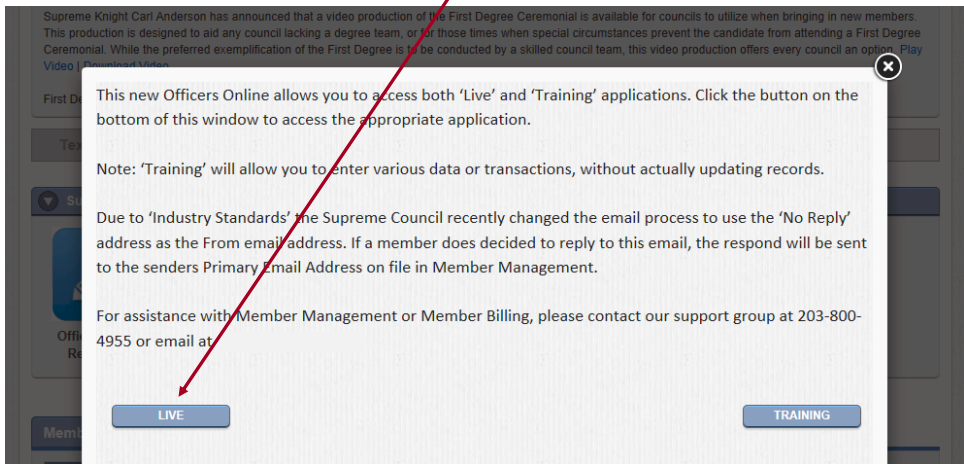 Supreme Knight Carl Anderson has announced that a video production of the First Degree Ceremonial is available for councils to utilize when bringing in new members.
This production is designed to aid any council lacking a degree team, or for those times when special circumstances prevent the candidate from attending a First Degree
Ceremonial. While the preferred exemplification of the First Degree is to be conducted by a skilled council team, this video production offers every council an option. Play
Video | Download Video
First De
This new Officers Online allows you to access both ‘Live’ and ‘Training’ applications. Click the button on the
bottom of this window to access the appropriate application.
Tex
Note: ‘Training’ will allow you to enter various data or transactions, without actually updating records.
Su
Due to ‘Industry Standards’ the Supreme Council recently changed the email process to use the ‘No Reply’
address as the From email address. If a member does decided to reply to this email, the respond will be sent
to the senders Primary Email Address on file in Member Management.
For assistance with Member Management or Member Billing, please contact our support group at 203-800-
4955 or email at
Offi
Re
LIVE
TRAINING
Memb